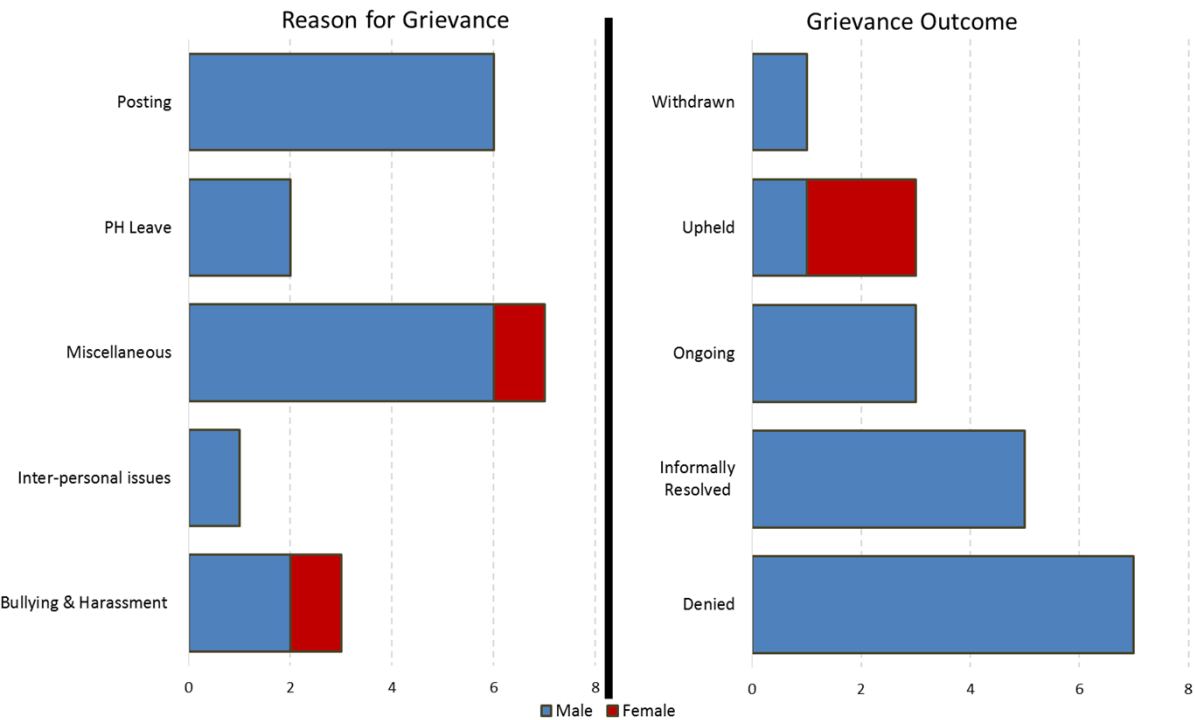 Reason for Grievance
Posting
PH Leave
Miscellaneous
Inter-personal issues
Bullying & Harassment
0 2 4 6 8
Grievance Outcome
Withdrawn
Upheld
Ongoing
Informally
Resolved
Denied
0 2 4 6 8
Male Female